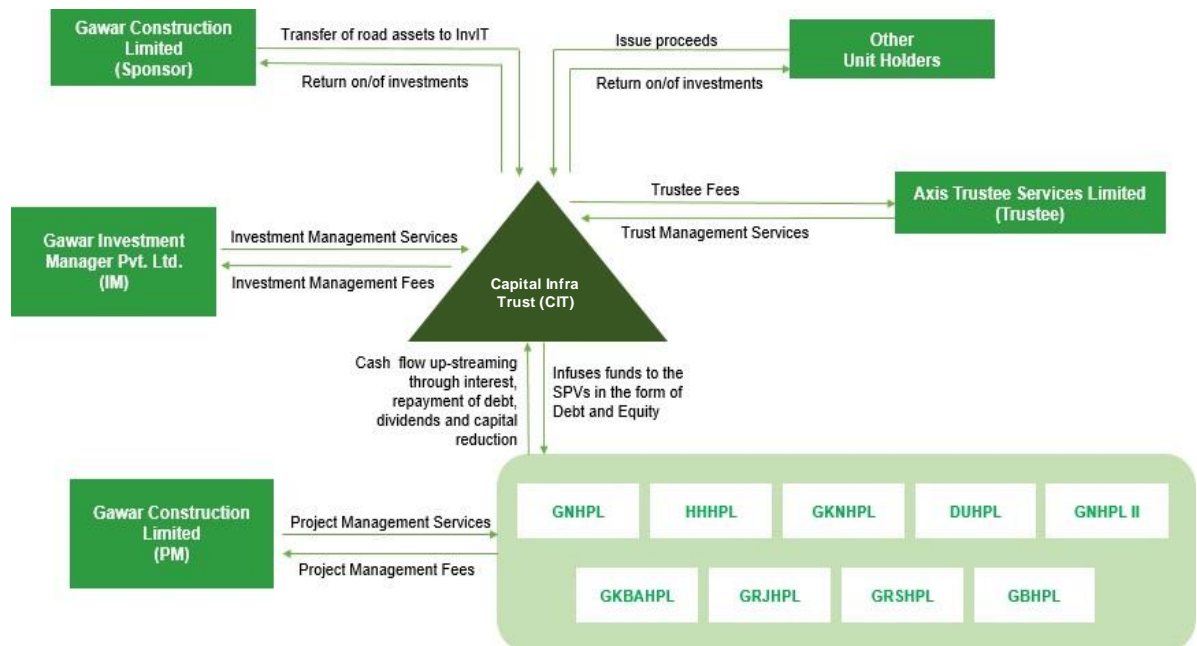 Gawar Construction
Limited
(Sponsor)
Transfer of road assets to InvIT
Return on/of investments
Issue proceeds
Return on/of investments
Other
Unit Holders
Gawar Investment
Manager Pvt. Ltd.
(IM)
Investment Management Services
Investment Management Fees
Capital Infra
Trust (CIT)
Trustee Fees
Trust Management Services
Axis Trustee Services Limited
(Trustee)
Cash flow up-streaming
through interest,
repayment of debt,
dividends and capital
reduction
Infuses funds to the
SPVs in the form of
Debt and Equity
Gawar Construction
Limited
(PM)
Project Management Services
Project Management Fees
GNHPL
HHHPL
GKNHPL
DUHPL
GNHPL II
GKBAHPL
GRJHPL
GRSHPL
GBHPL